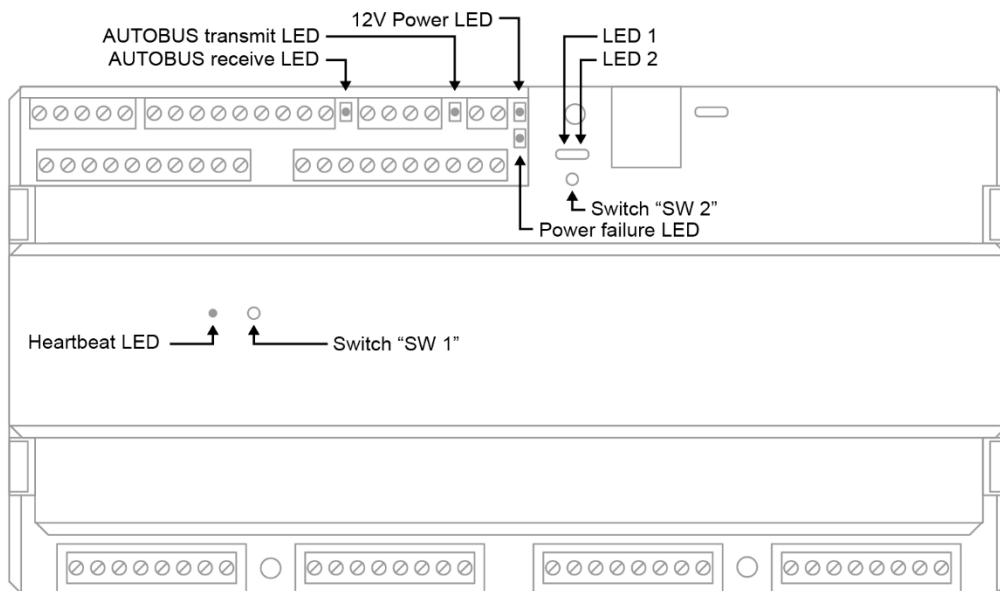 12V Power LED
AUTOBUS transmit LED
LED 1
AUTOBUS receive LED
LED 2
Switch “SW 2”
Power failure LED
Heartbeat LED
Switch “SW 1”